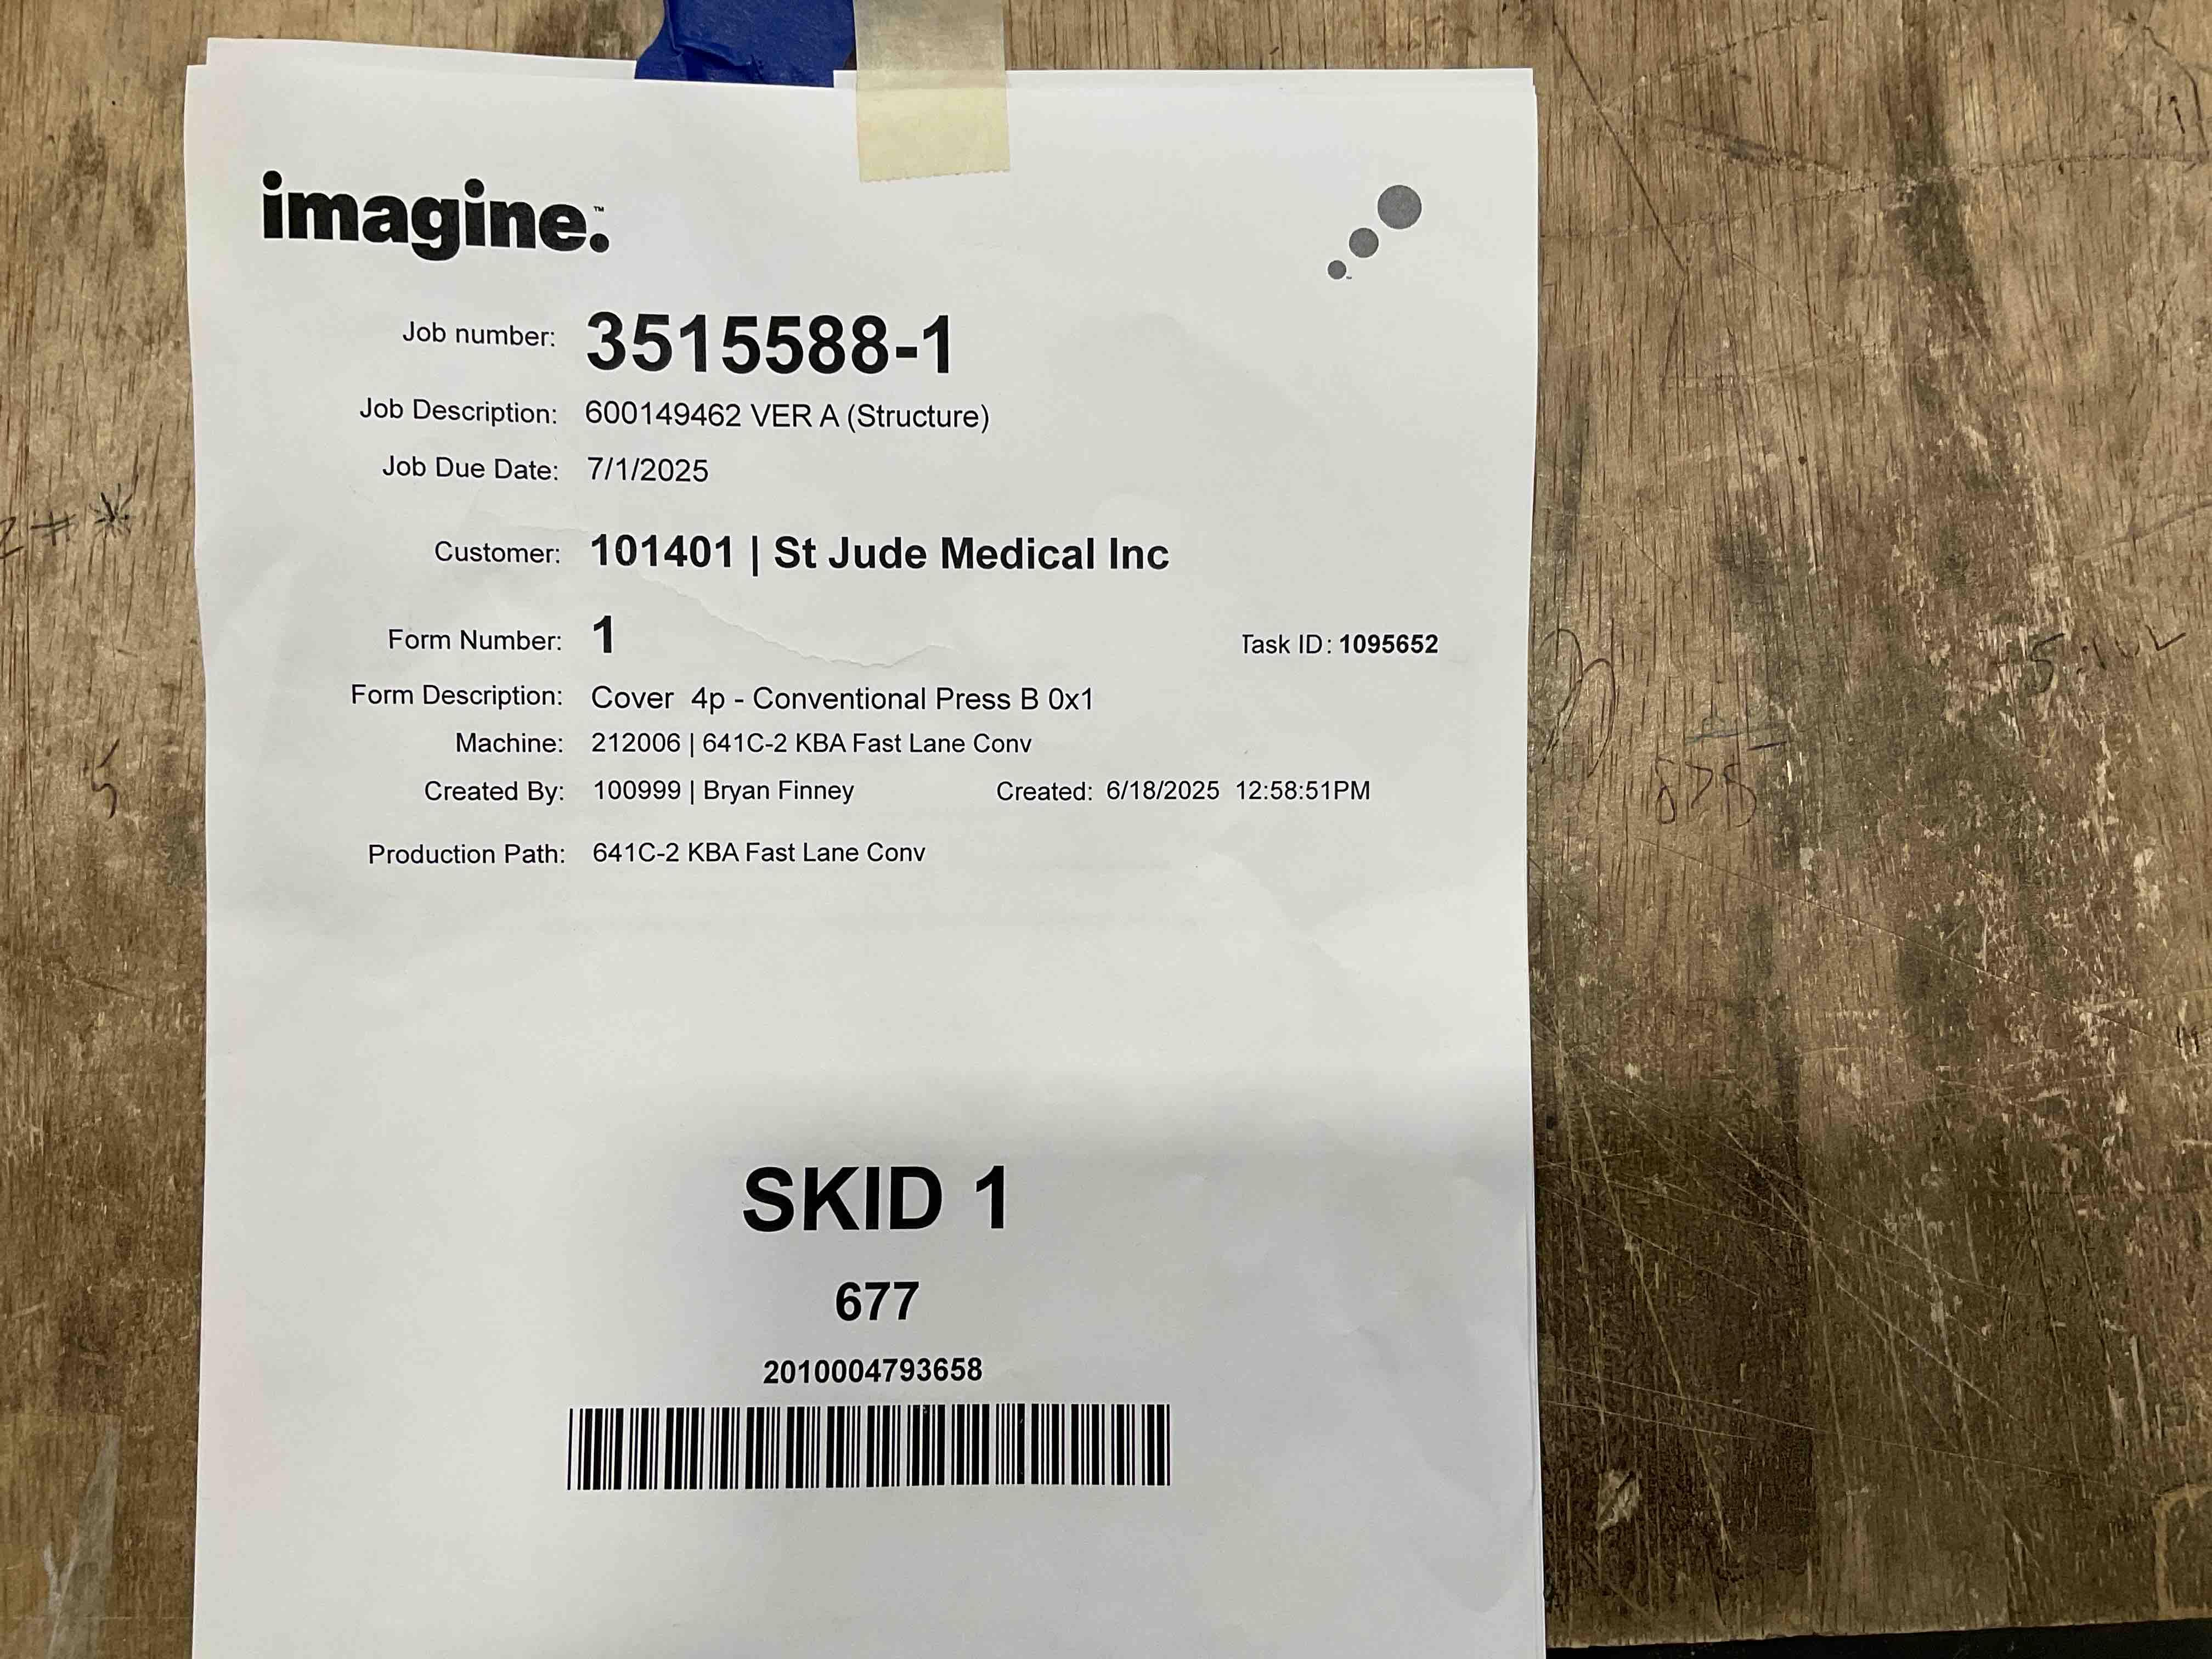 imagine.™
Job number: 3515588-1
Job Description: 600149462 VER A (Structure)
Job Due Date: 7/1/2025
Customer: 101401 | St Jude Medical Inc
Form Number: 1 Task ID: 1095652
Form Description: Cover 4p - Conventional Press B 0x1
Machine: 212006 | 641C-2 KBA Fast Lane Conv
Created By: 100999 | Bryan Finney Created: 6/18/2025 12:58:51PM
Production Path: 641C-2 KBA Fast Lane Conv
SKID 1
677
2010004793658